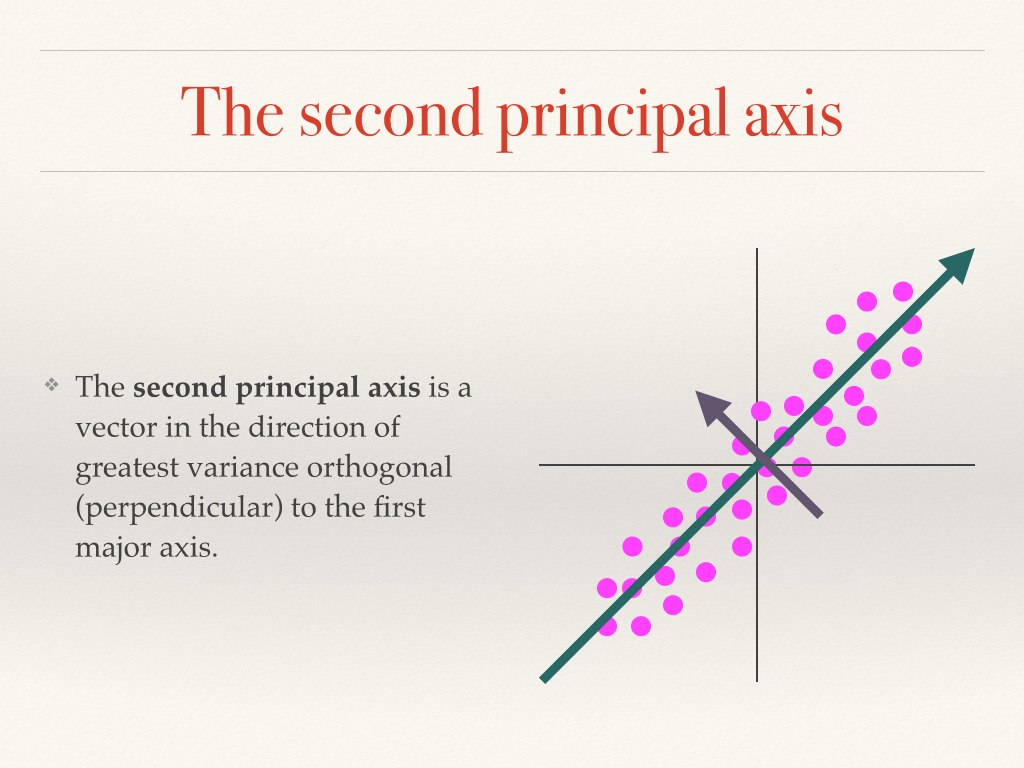 The second principal axis
❖ The second principal axis is a
vector in the direction of
greatest variance orthogonal
(perpendicular) to the first
major axis.